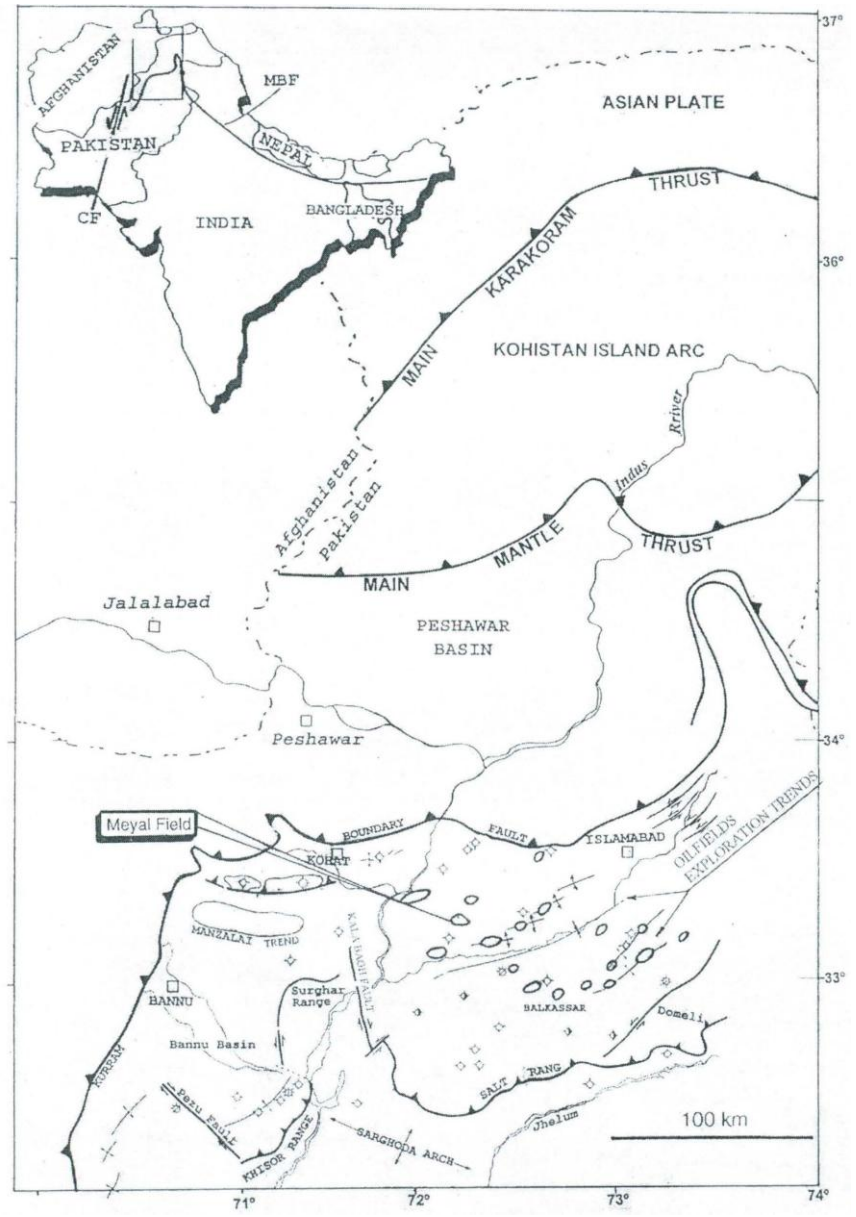 37°
AFGHANISTAN
MBF
ASIAN PLATE
NEPAL
PAKISTAN
THRUST
BANGLADESH
CF
INDIA
KARAKORAM
36°
MAIN
KOHISTAN ISLAND ARC
Rriver
Indus
Afghanistan
Pakistan
MANTLE
THRUST
MAIN
Jalalabad
PESHAWAR
BASIN
34°
Peshawar
Meyal Field
BOUNDARY
FAULT
ISLAMABAD
OILFIELDS
EXPLORATION TRENDS
KOHAT
MANZALAI TREND
KALA BAGH FAULT
33°
BANNU
Surghar
Range
BALKASSAR
Domeli
Bannu Basin
KURRAM
SALT RANG
Peru Fault
Jhelum
100 km
KHISOR RANGE
SARGHODA ARCH
71°
72°
73°
74°